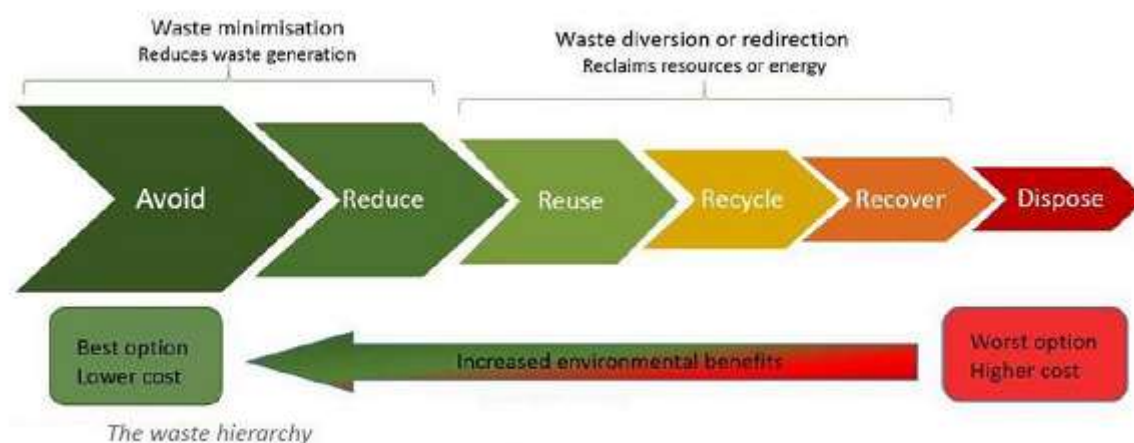 Waste minimisation
Reduces waste generation
Waste diversion or redirection
Reclaims resources or energy
Avoid
Reduce
Reuse
Recycle
Recover
Dispose
Best option
Lower cost
Increased environmental benefits
Worst option
Higher cost
The waste hierarchy